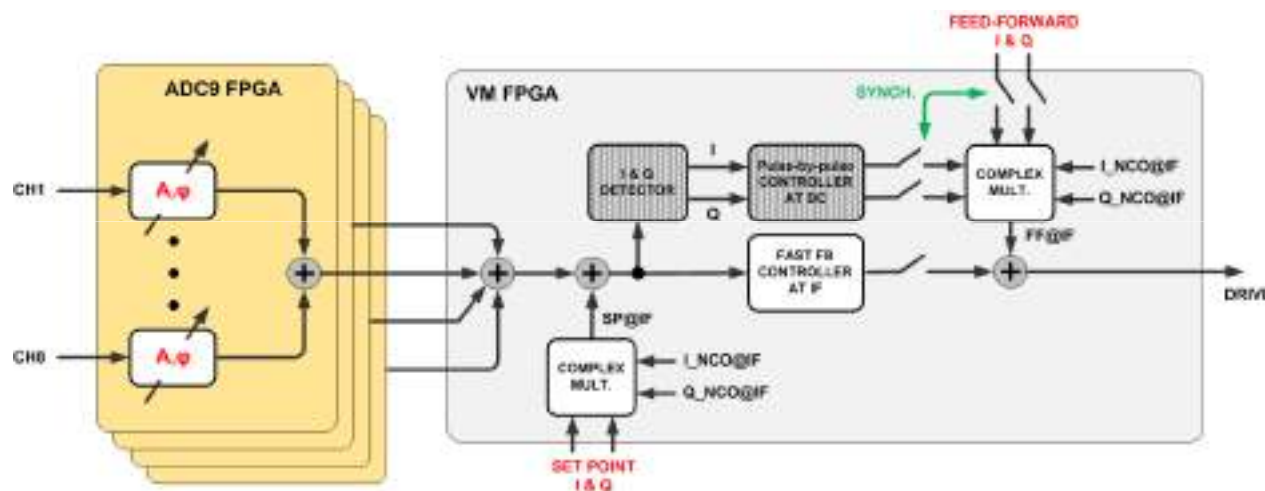 FEED-FORWARD
I & Q
ADC9 FPGA
VM FPGA
SYNCH.
CH1
A,φ
I & Q
DETECTOR
I
Q
Pulse-by-pulse
CONTROLLER
AT DC
COMPLEX
MULT.
I_NCO@IF
Q_NCO@IF
FF@IF
+
+
+
+
FAST FB
CONTROLLER
AT IF
DRIVE
SP@IF
CH8
A,φ
COMPLEX
MULT.
I_NCO@IF
Q_NCO@IF
SET POINT
I & Q